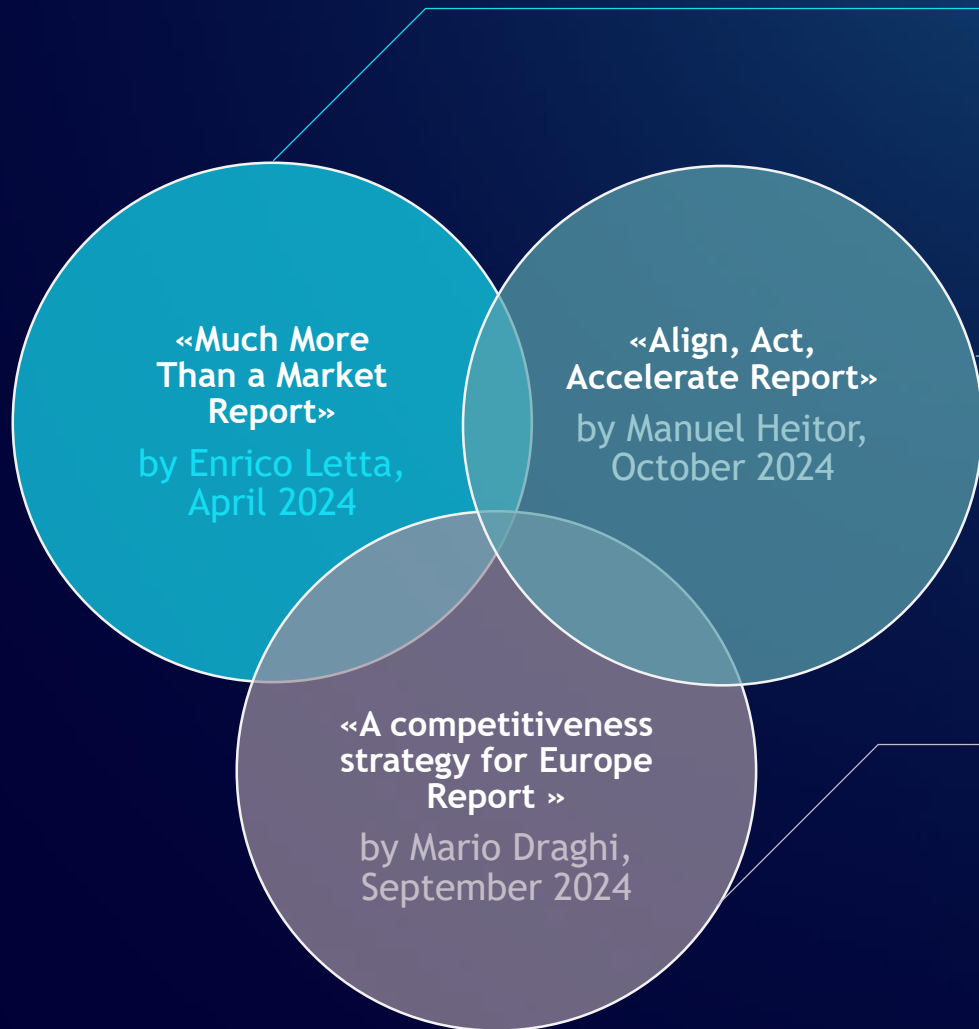 «Much More
Than a Market
Report»
by Enrico Letta,
April 2024
«Align, Act,
Accelerate Report»
by Manuel Heitor,
October 2024
«A competitiveness
strategy for Europe
Report »
by Mario Draghi,
September 2024